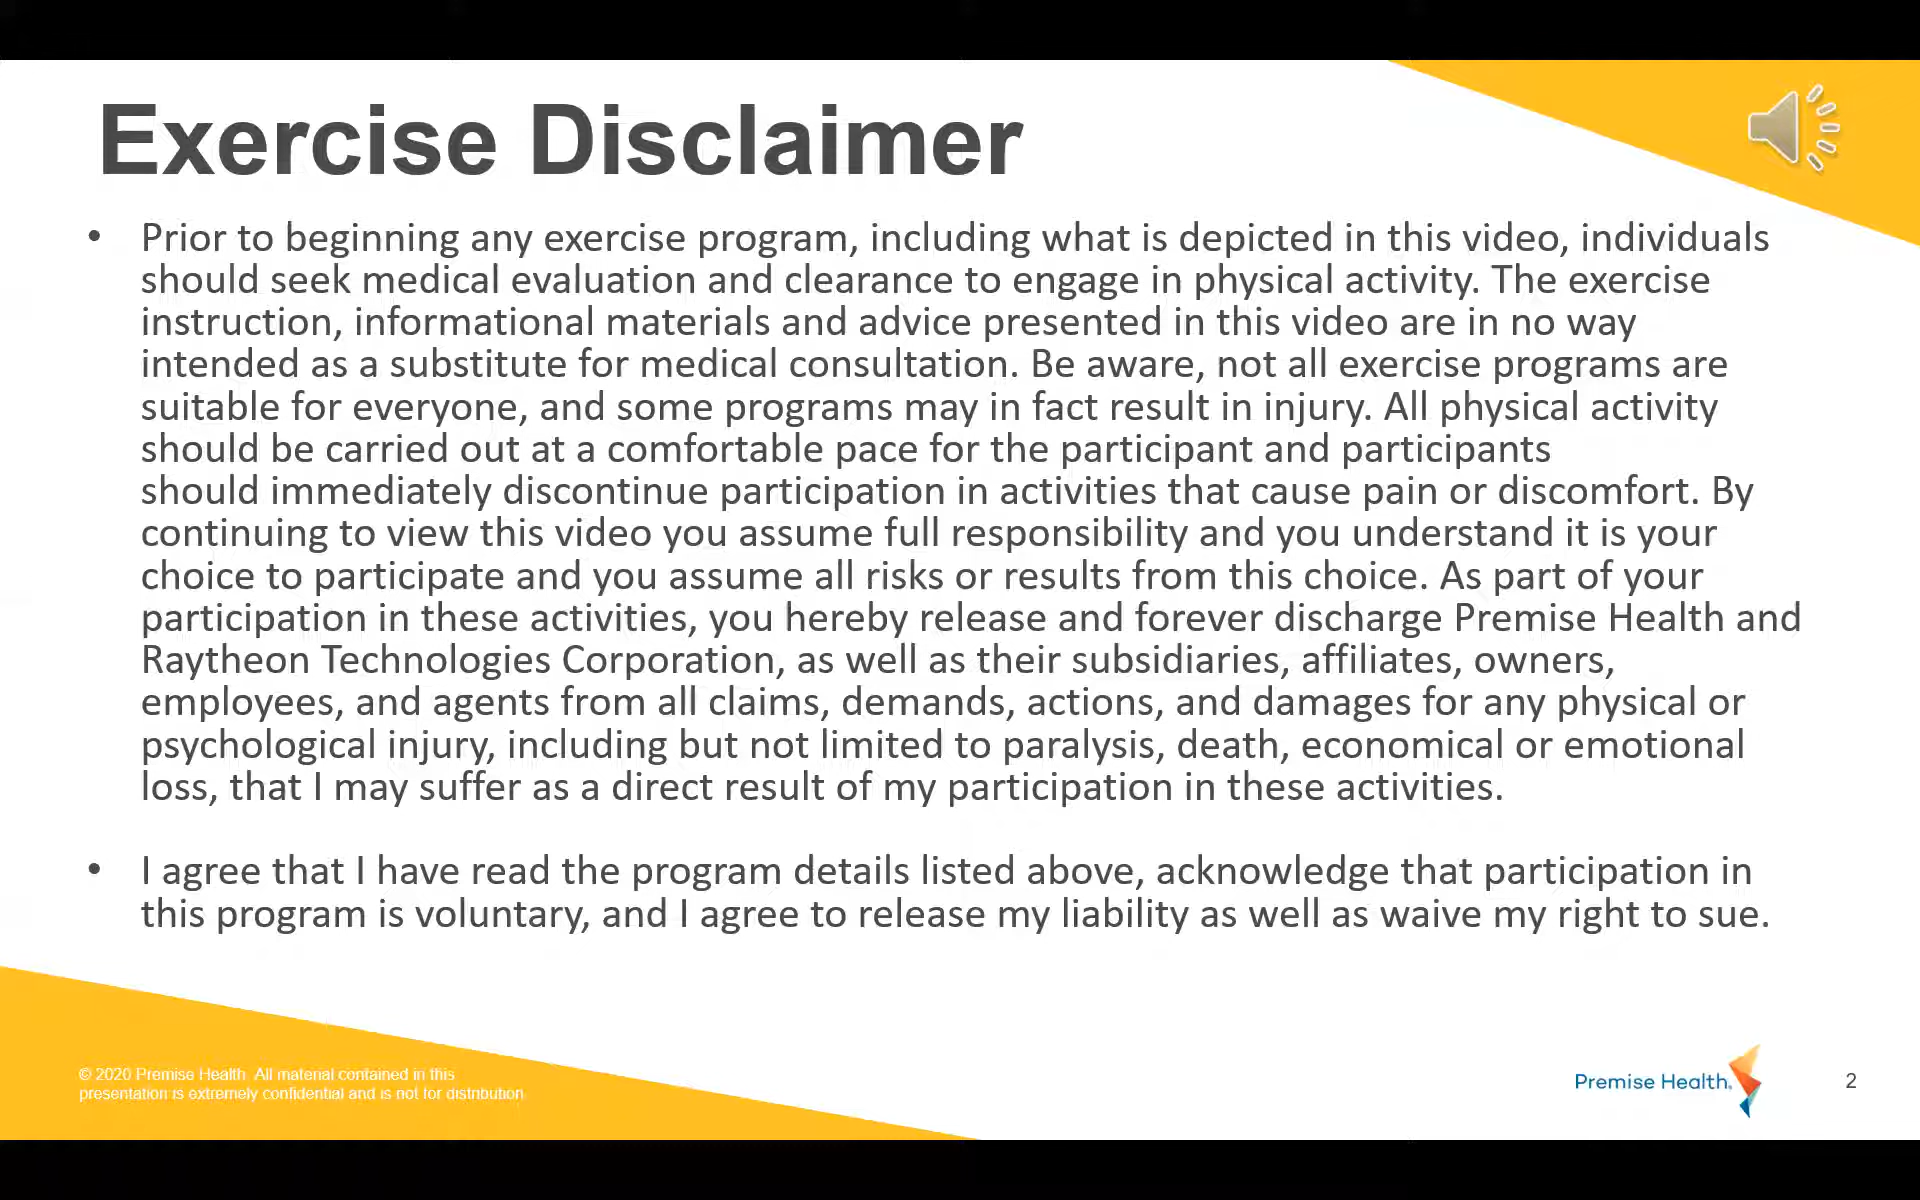 Exercise Disclaimer
• Prior to beginning any exercise program, including what is depicted in this video, individuals
should seek medical evaluation and clearance to engage in physical activity. The exercise
instruction, informational materials and advice presented in this video are in no way
intended as a substitute for medical consultation. Be aware, not all exercise programs are
suitable for everyone, and some programs may in fact result in injury. All physical activity
should be carried out at a comfortable pace for the participant and participants
should immediately discontinue participation in activities that cause pain or discomfort. By
continuing to view this video you assume full responsibility and you understand it is your
choice to participate and you assume all risks or results from this choice. As part of your
participation in these activities, you hereby release and forever discharge Premise Health and
Raytheon Technologies Corporation, as well as their subsidiaries, affiliates, owners,
employees, and agents from all claims, demands, actions, and damages for any physical or
psychological injury, including but not limited to paralysis, death, economical or emotional
loss, that I may suffer as a direct result of my participation in these activities.
• I agree that I have read the program details listed above, acknowledge that participation in
this program is voluntary, and I agree to release my liability as well as waive my right to sue.
© 2020 Premise Health. All material contained in this
presentation is extremely confidential and is not for distribution
Premise Health.
2